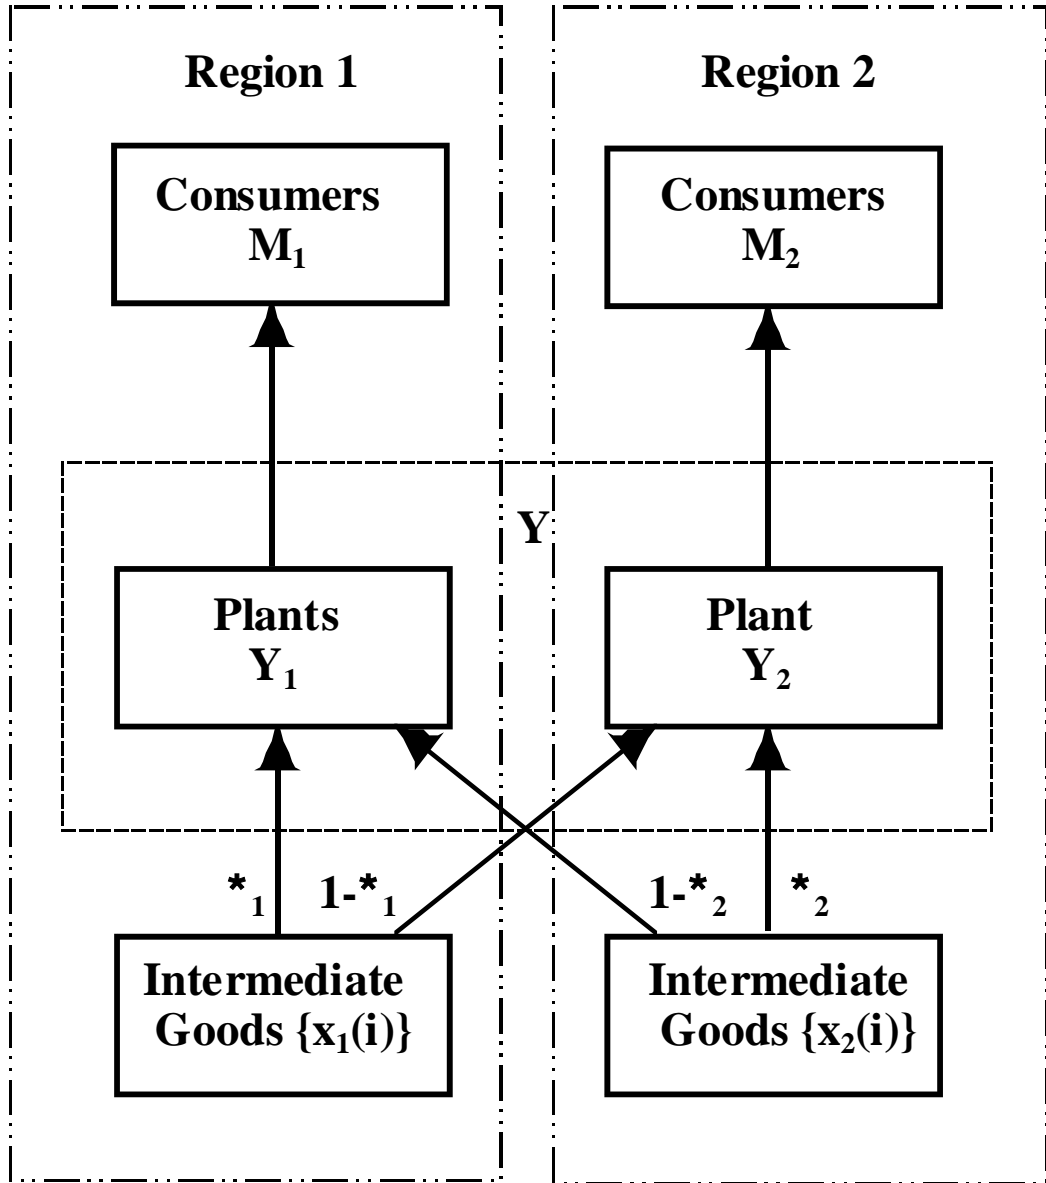 Region 1
Region 2
Consumers
M₁
Consumers
M₂
Y
Plants
Y₁
Plant
Y₂
*₁
1-*₁
1-*₂
*₂
Intermediate
Goods {x₁(i)}
Intermediate
Goods {x₂(i)}